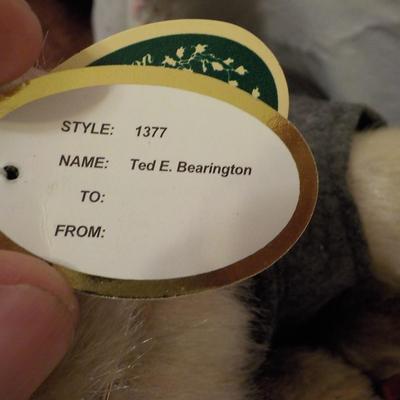 STYLE: 1377
NAME: Ted E. Bearington
TO:
FROM: